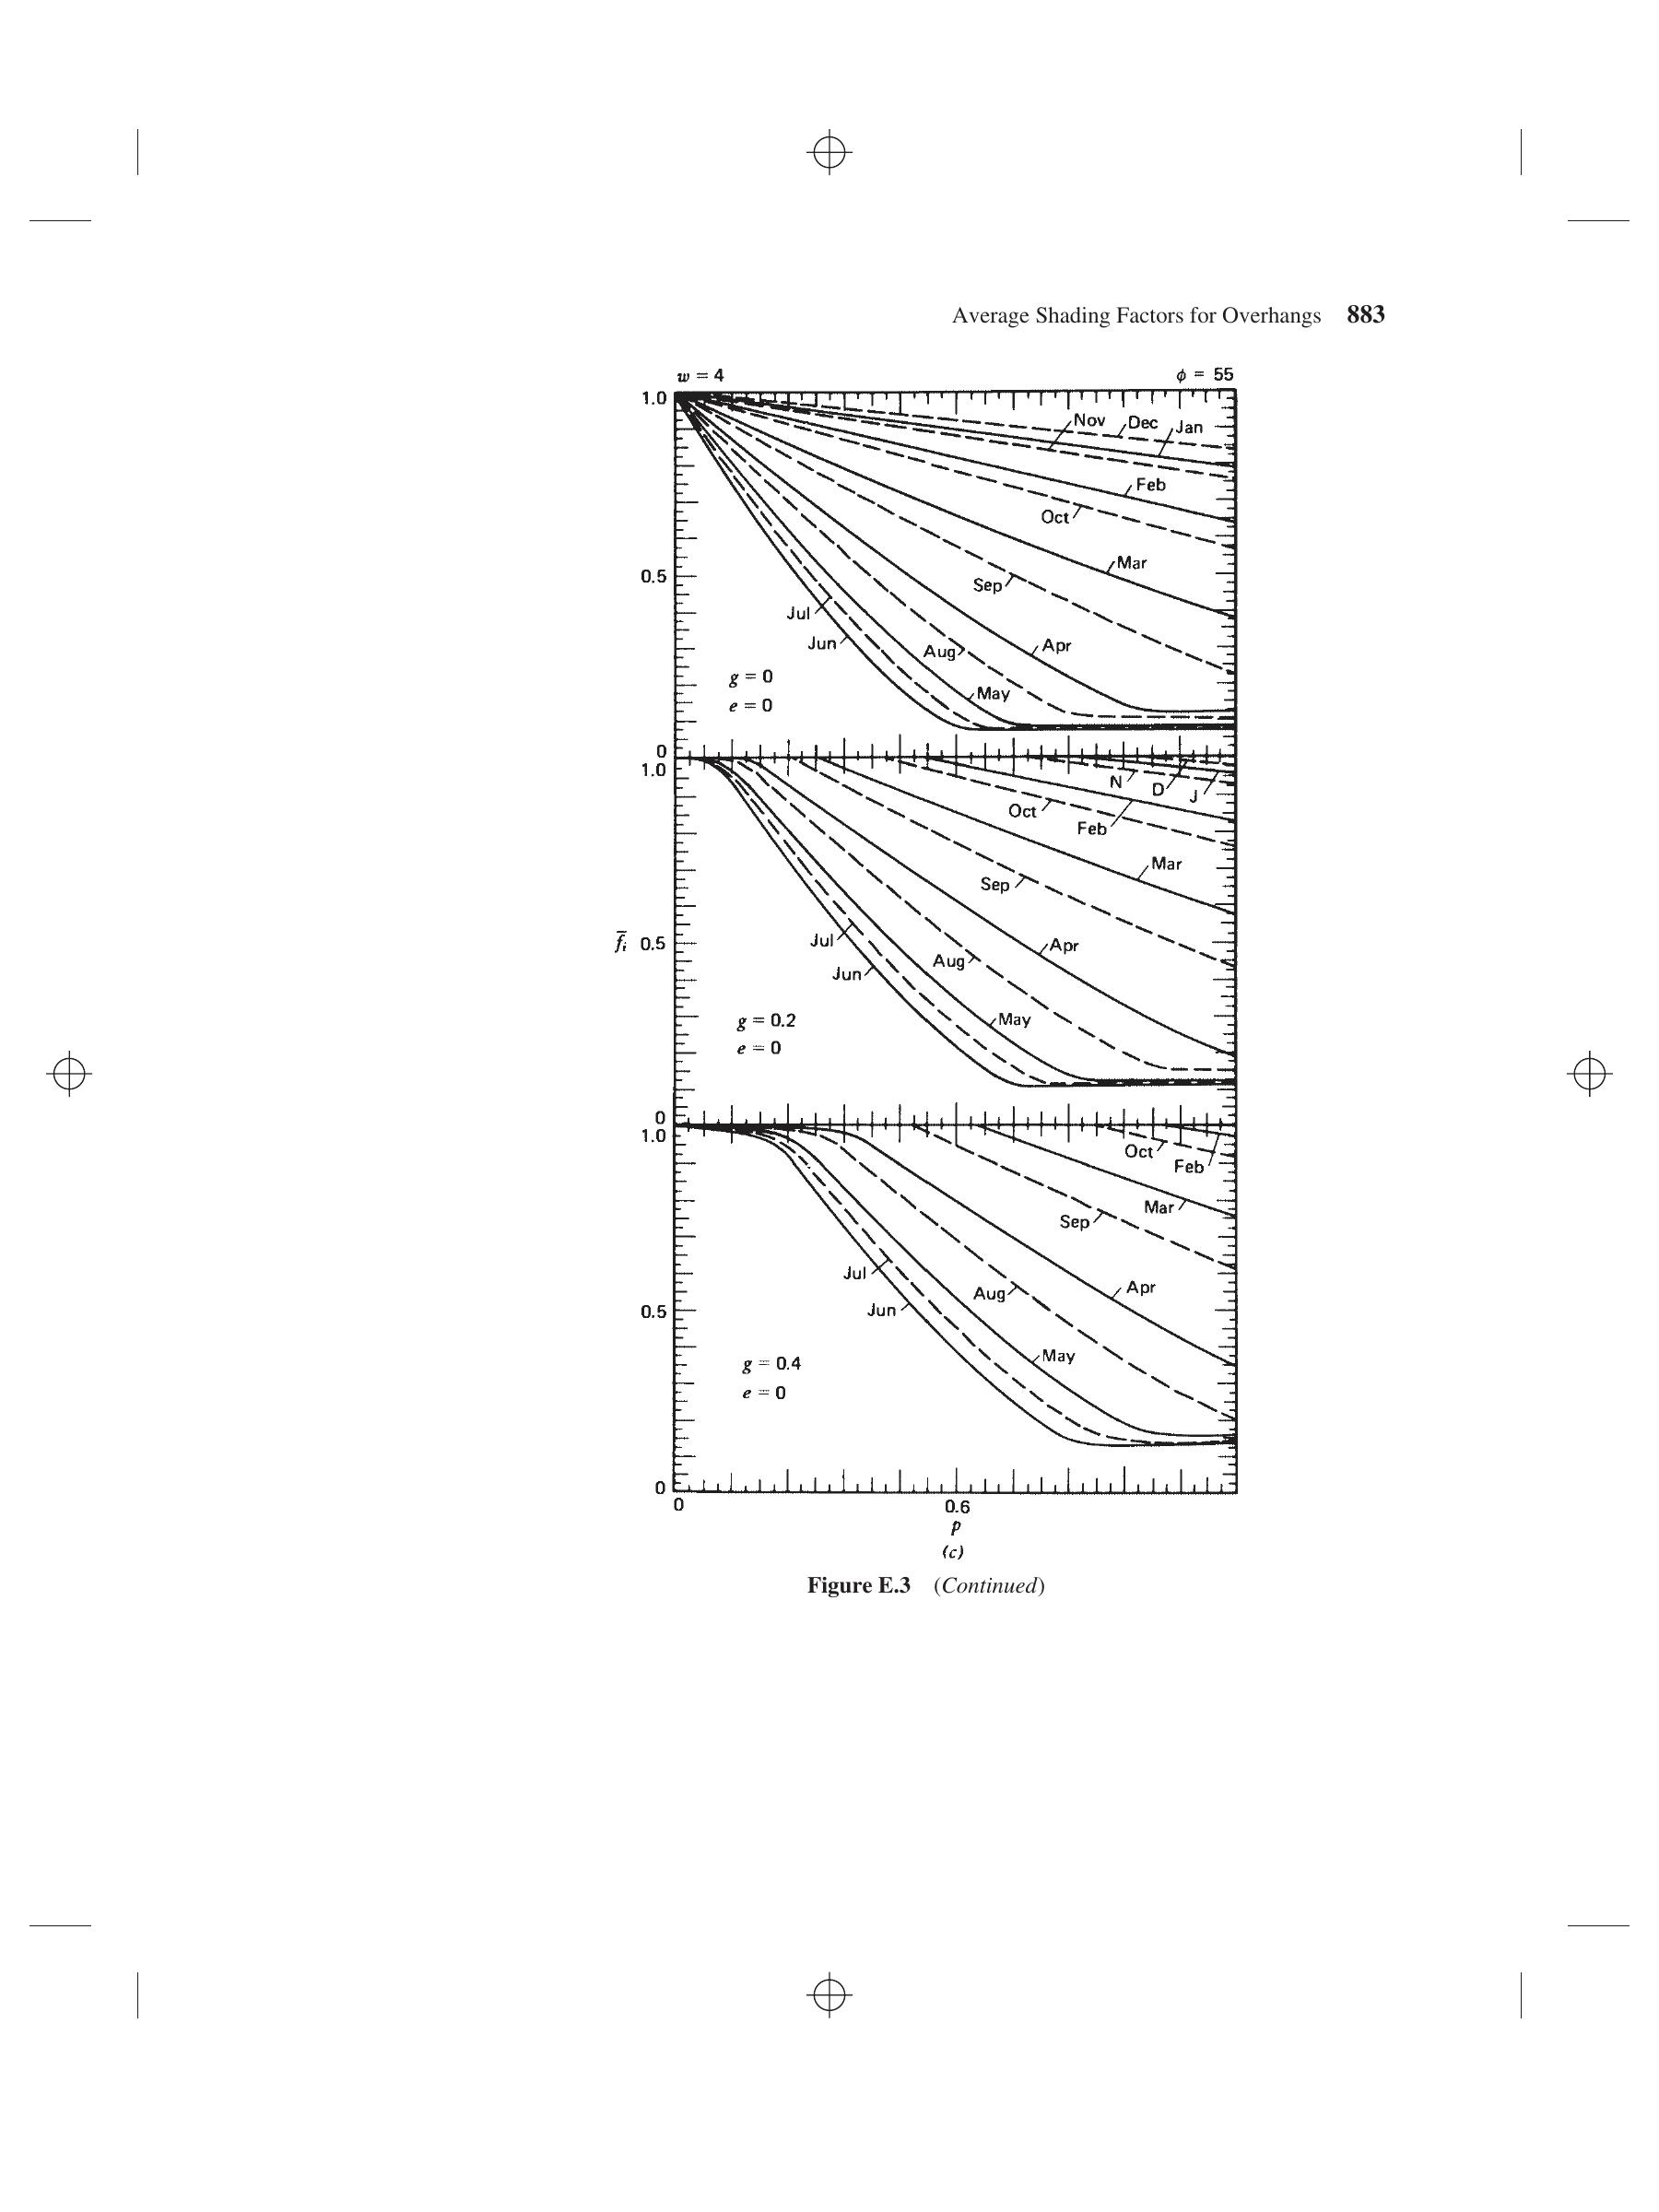 Average Shading Factors for Overhangs 883
w = 4 ϕ = 55
1.0
Nov Dec Jan
Feb
Oct
Mar
0.5
Sep
Jul
Jun
Aug
Apr
g = 0
May
e = 0
0
1.0
N D J
Oct
Feb
Mar
Sep
f̄i 0.5
Jul
Apr
Aug
Jun
g = 0.2
May
e = 0
0
1.0
Oct
Feb
Mar
Sep
Jul
Aug
Apr
0.5
Jun
May
g = 0.4
e = 0
0
0 0.6
p
(c)
Figure E.3 (Continued)